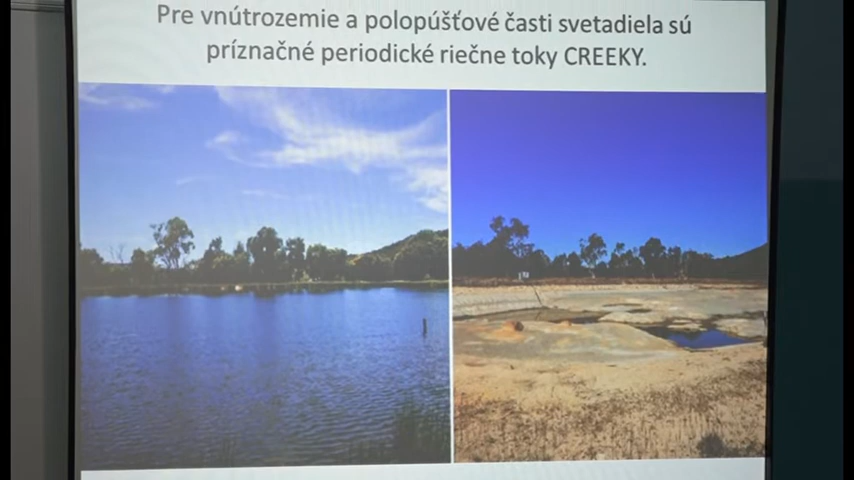 Pre vnútrozemie a polopúšťové časti svetadiela sú
príznačné periodické riečne toky CREEKY.